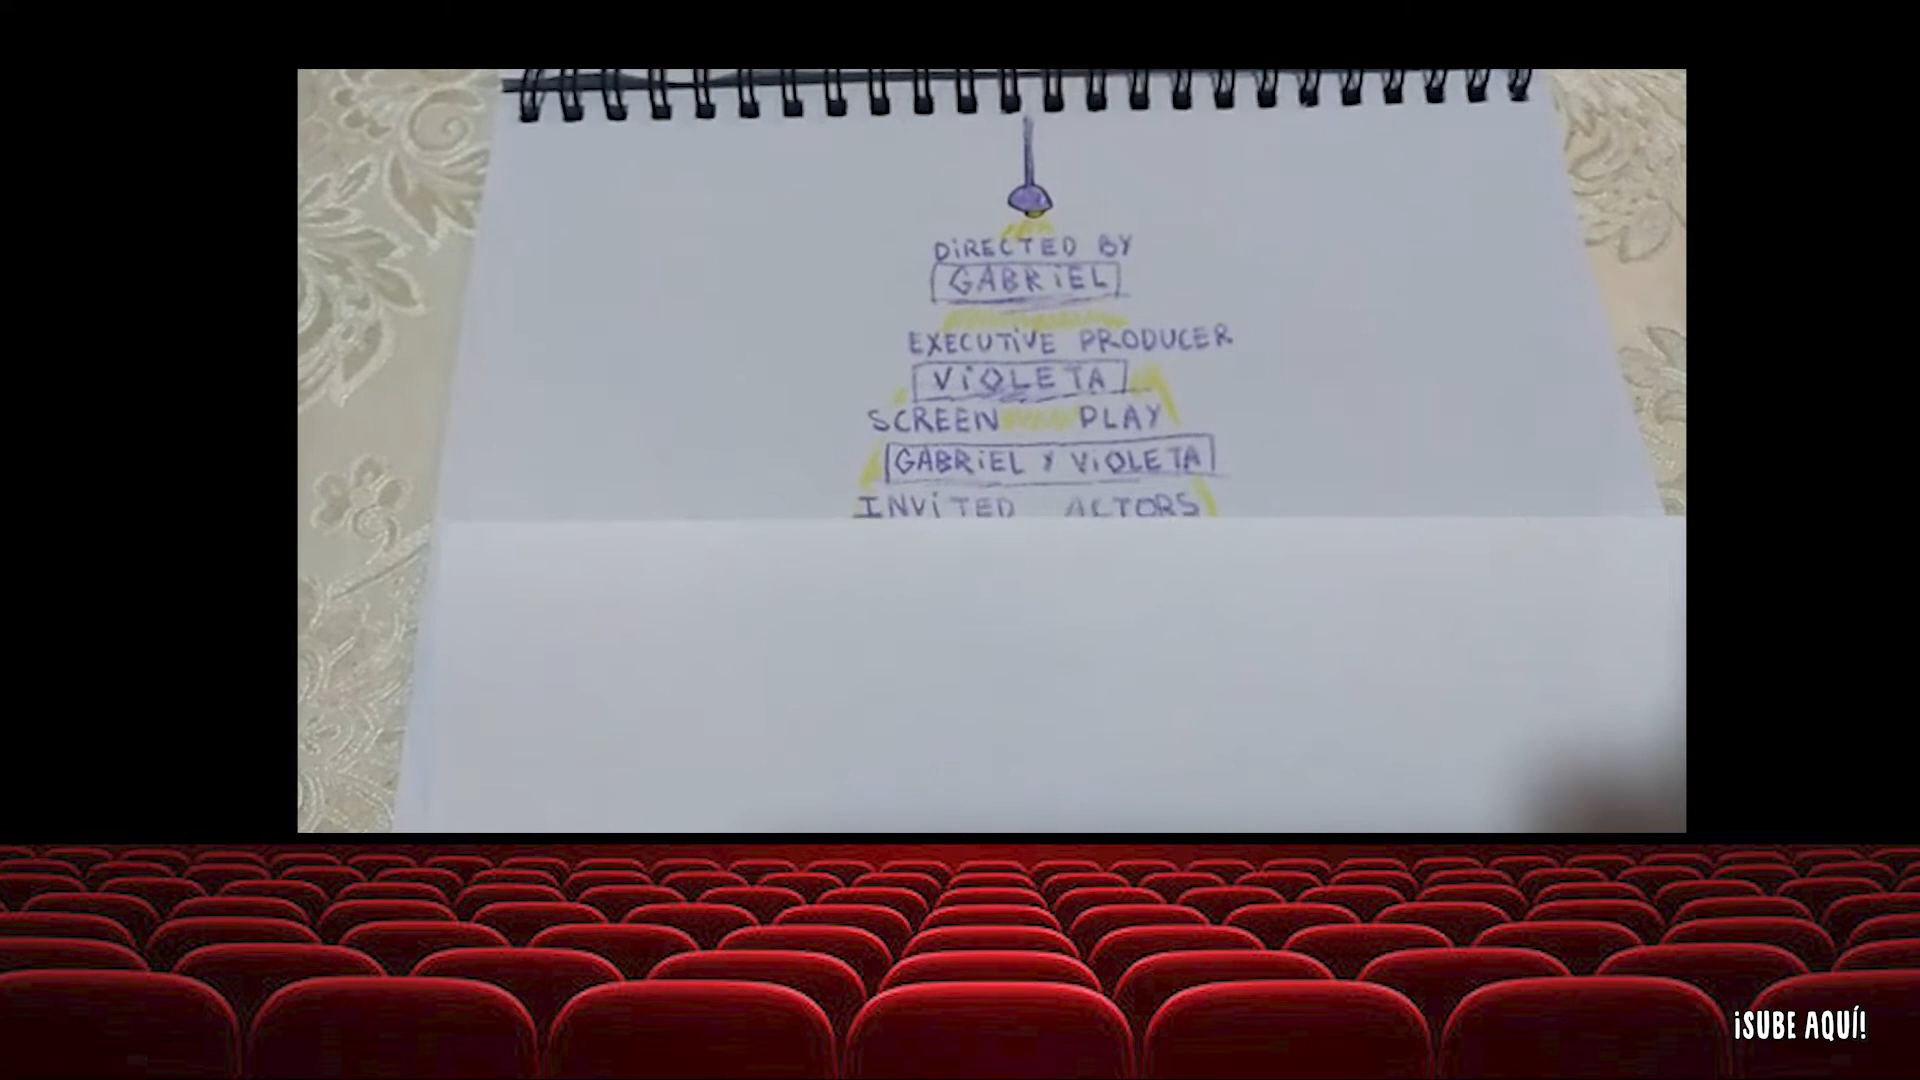 DiRECTED BY
GABRiEL
EXECUTiVE PRODUCER
ViOLETA
SCREEN PLAY
GABRiEL Y ViOLETA
INViTED ACTORS
¡SUBE AQUÍ!